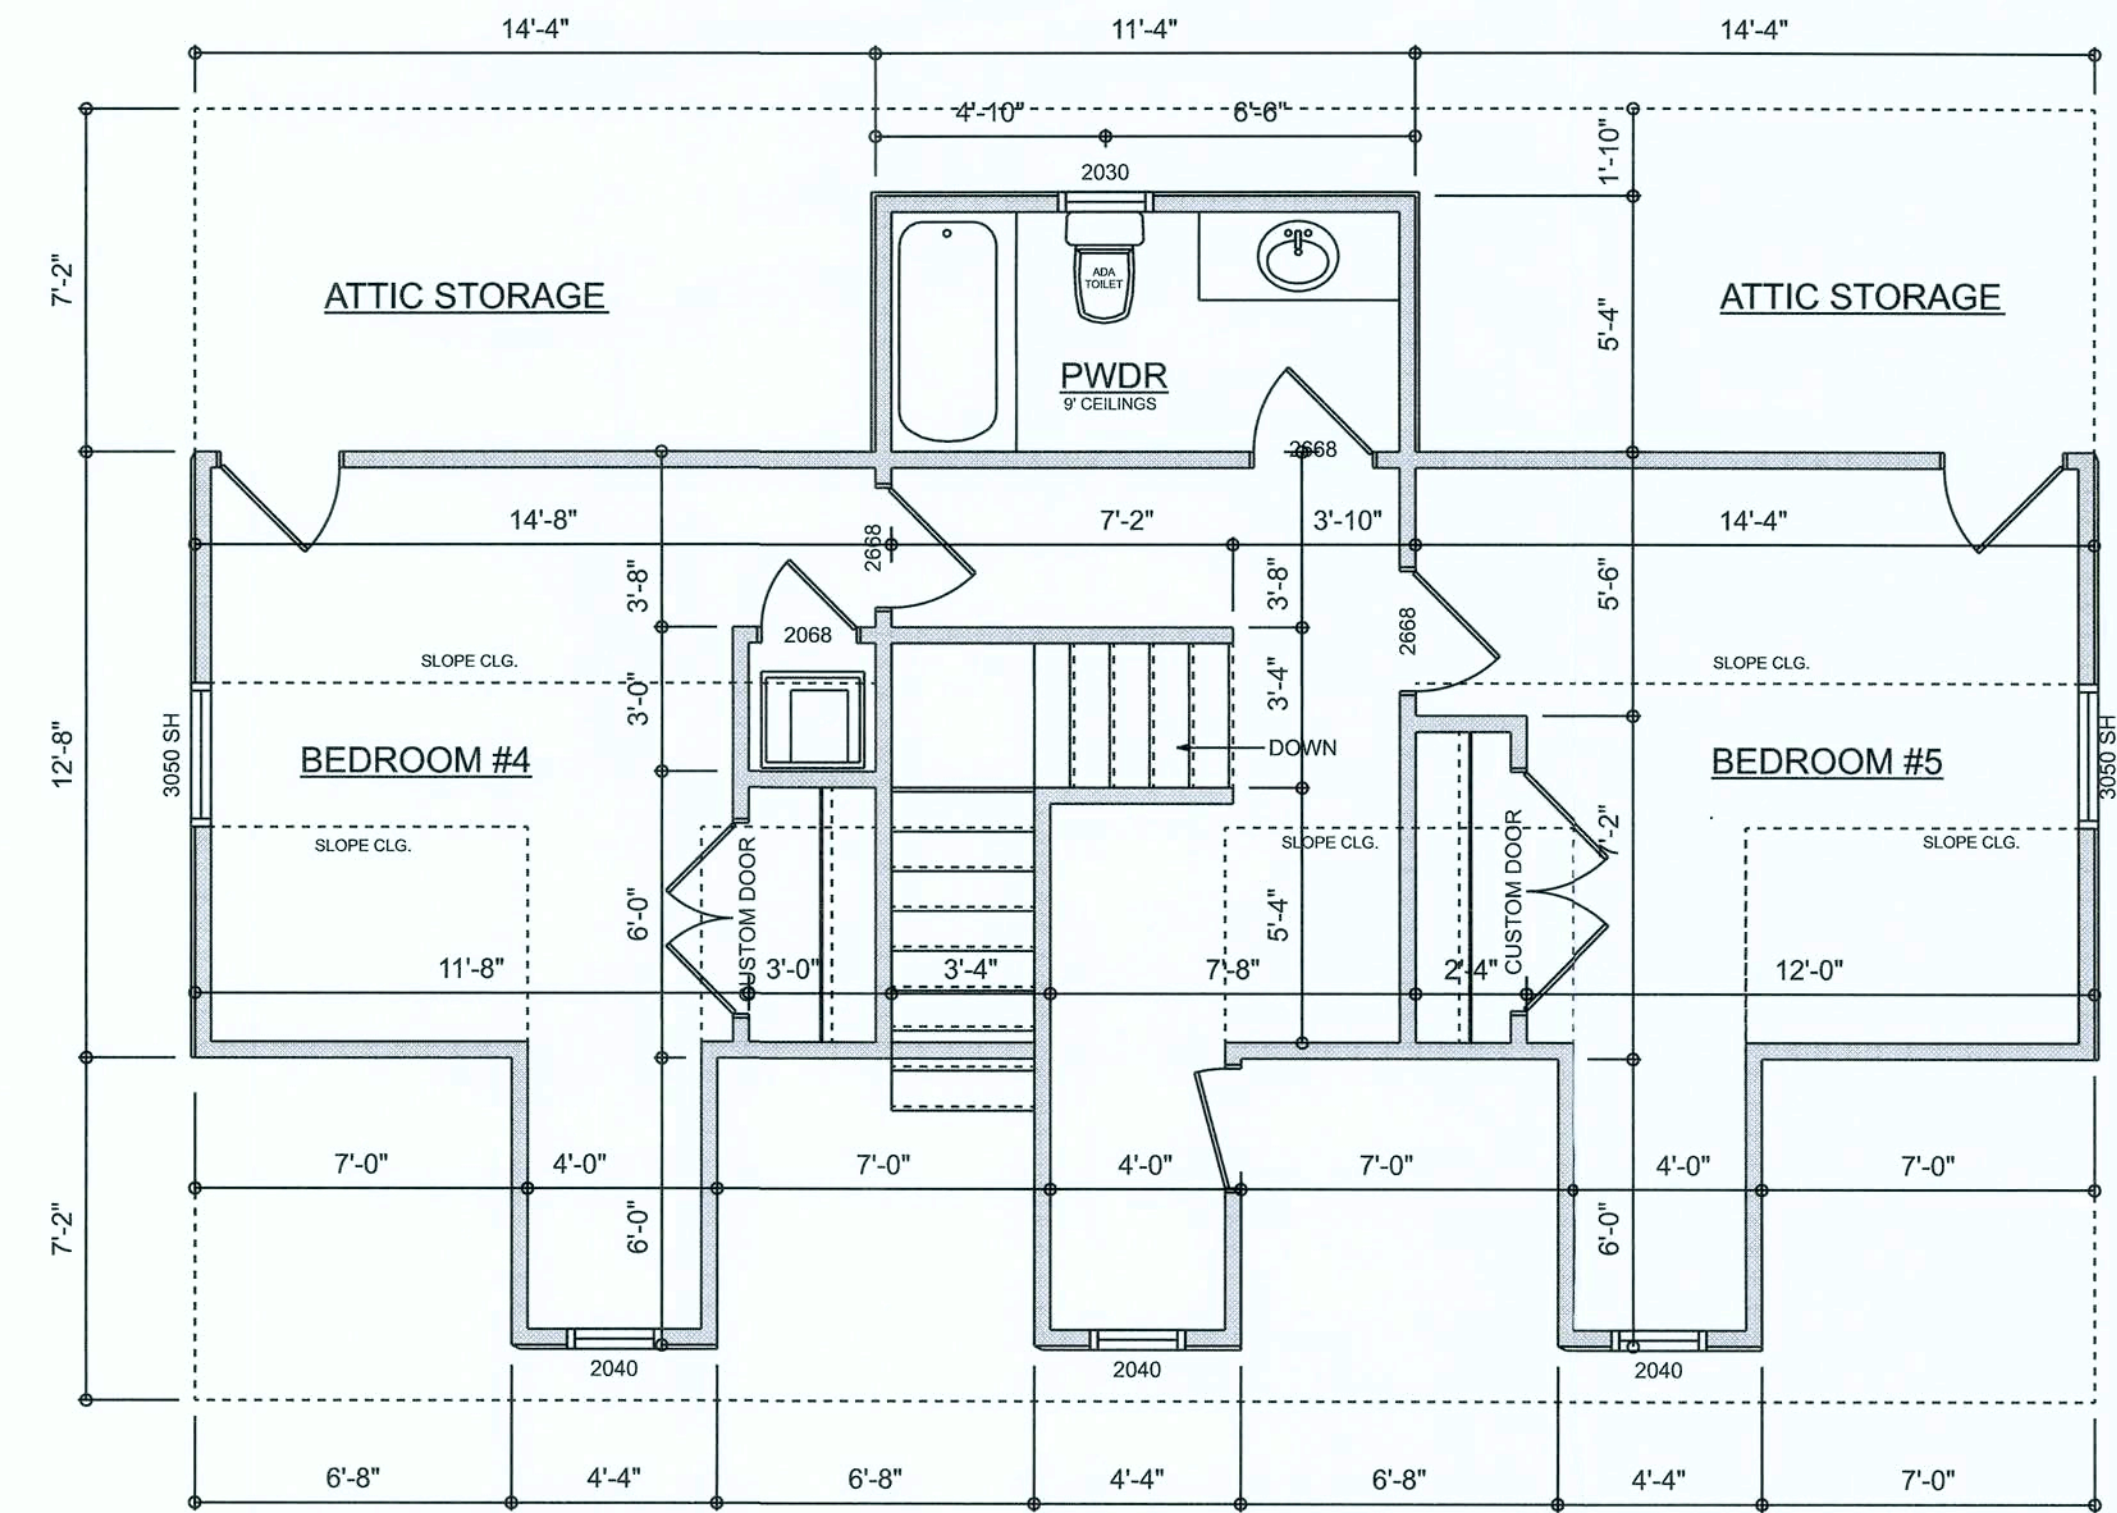 14'-4"
11'-4"
14'-4"
4'-10"
6'-6"
1'-10"
2030
7'-2"
ATTIC STORAGE
ADA
TOILET
PWDR
9' CEILINGS
5'-4"
ATTIC STORAGE
2668
14'-8"
7'-2"
3'-10"
14'-4"
2668
3'-8"
3'-8"
5'-6"
2068
2668
SLOPE CLG.
SLOPE CLG.
3'-0"
3'-4"
12'-8"
3050 SH
BEDROOM #4
DOWN
BEDROOM #5
3050 SH
SLOPE CLG.
SLOPE CLG.
SLOPE CLG.
7'-2"
CUSTOM DOOR
CUSTOM DOOR
6'-0"
5'-4"
11'-8"
3'-0"
3'-4"
7'-8"
2'-4"
12'-0"
7'-0"
4'-0"
7'-0"
4'-0"
7'-0"
4'-0"
7'-0"
7'-2"
6'-0"
6'-0"
2040
2040
2040
6'-8"
4'-4"
6'-8"
4'-4"
6'-8"
4'-4"
7'-0"